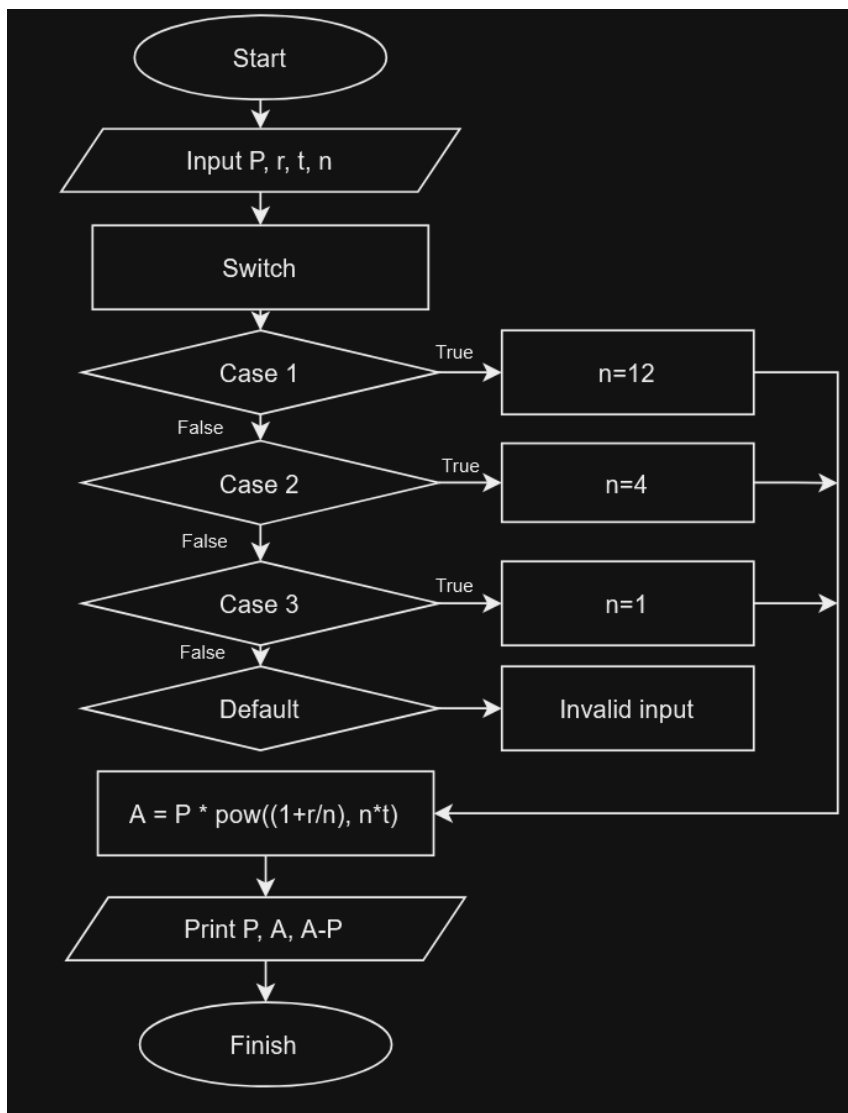 Start
Input P, r, t, n
Switch
Case 1
True
n=12
False
Case 2
True
n=4
False
Case 3
True
n=1
False
Default
Invalid input
A = P * pow((1+r/n), n*t)
Print P, A, A-P
Finish